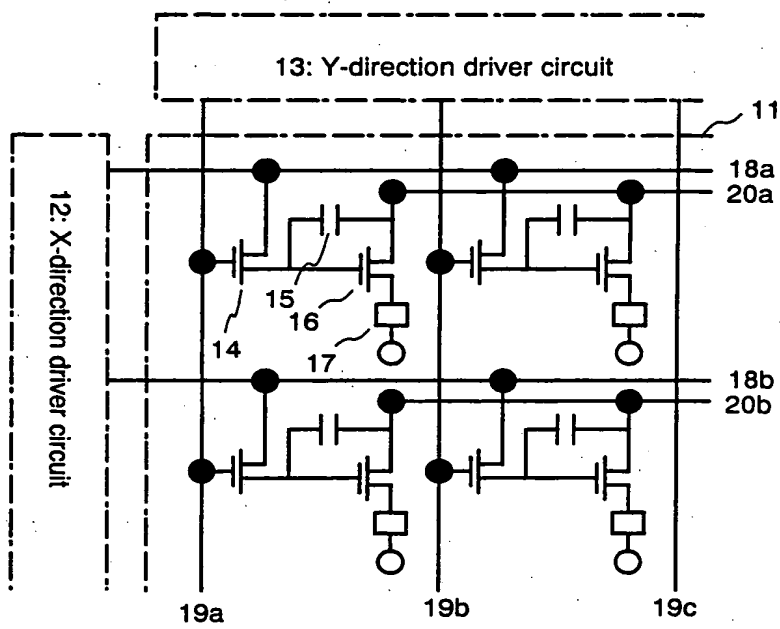 13: Y-direction driver circuit
11
18a
20a
12: X-direction driver circuit
15
16
14
17
18b
20b
19a
19b
19c